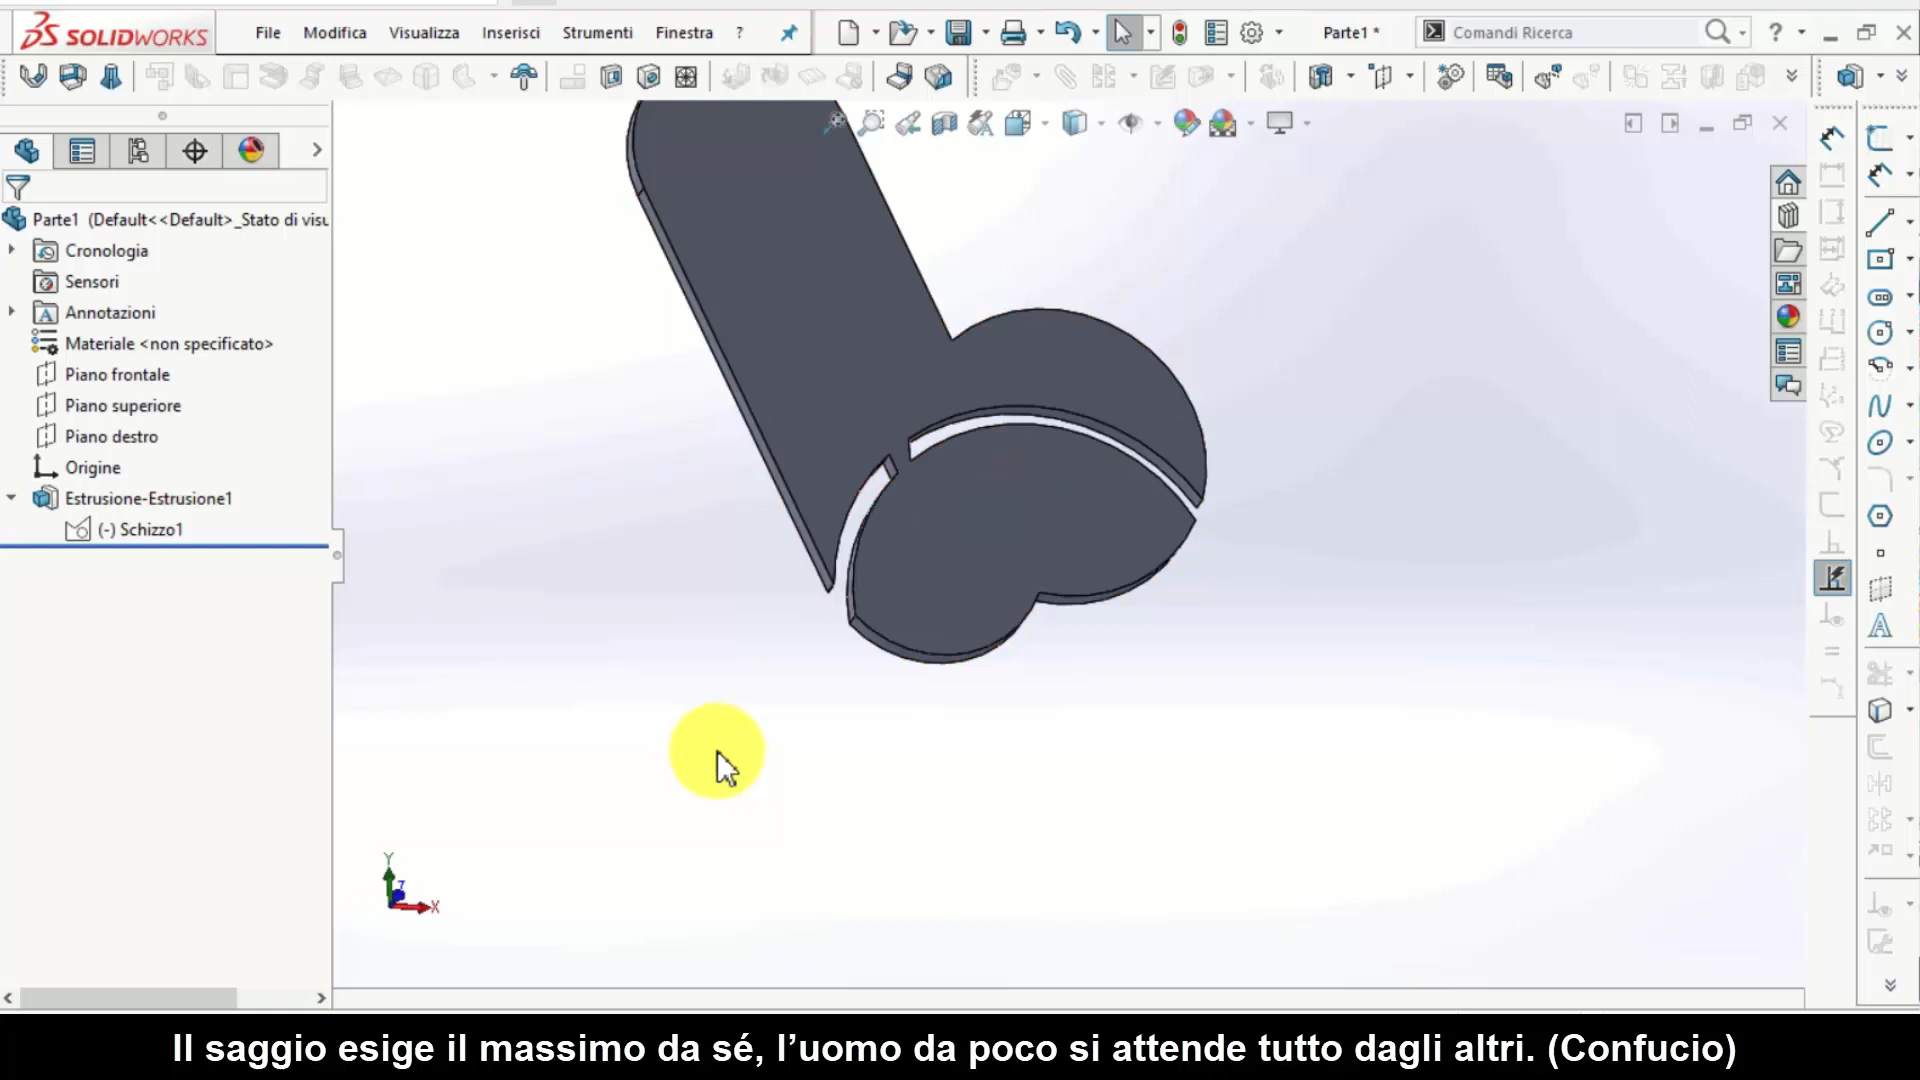 SOLIDWORKS File Modifica Visualizza Inserisci Strumenti Finestra ? Parte1 * Comandi Ricerca ?
Parte1 (Default<<Default>_Stato di visu
Cronologia
Sensori
Annotazioni
Materiale <non specificato>
Piano frontale
Piano superiore
Piano destro
Origine
Estrusione-Estrusione1
(-) Schizzo1
Y
Z
X
Il saggio esige il massimo da sé, l’uomo da poco si attende tutto dagli altri. (Confucio)